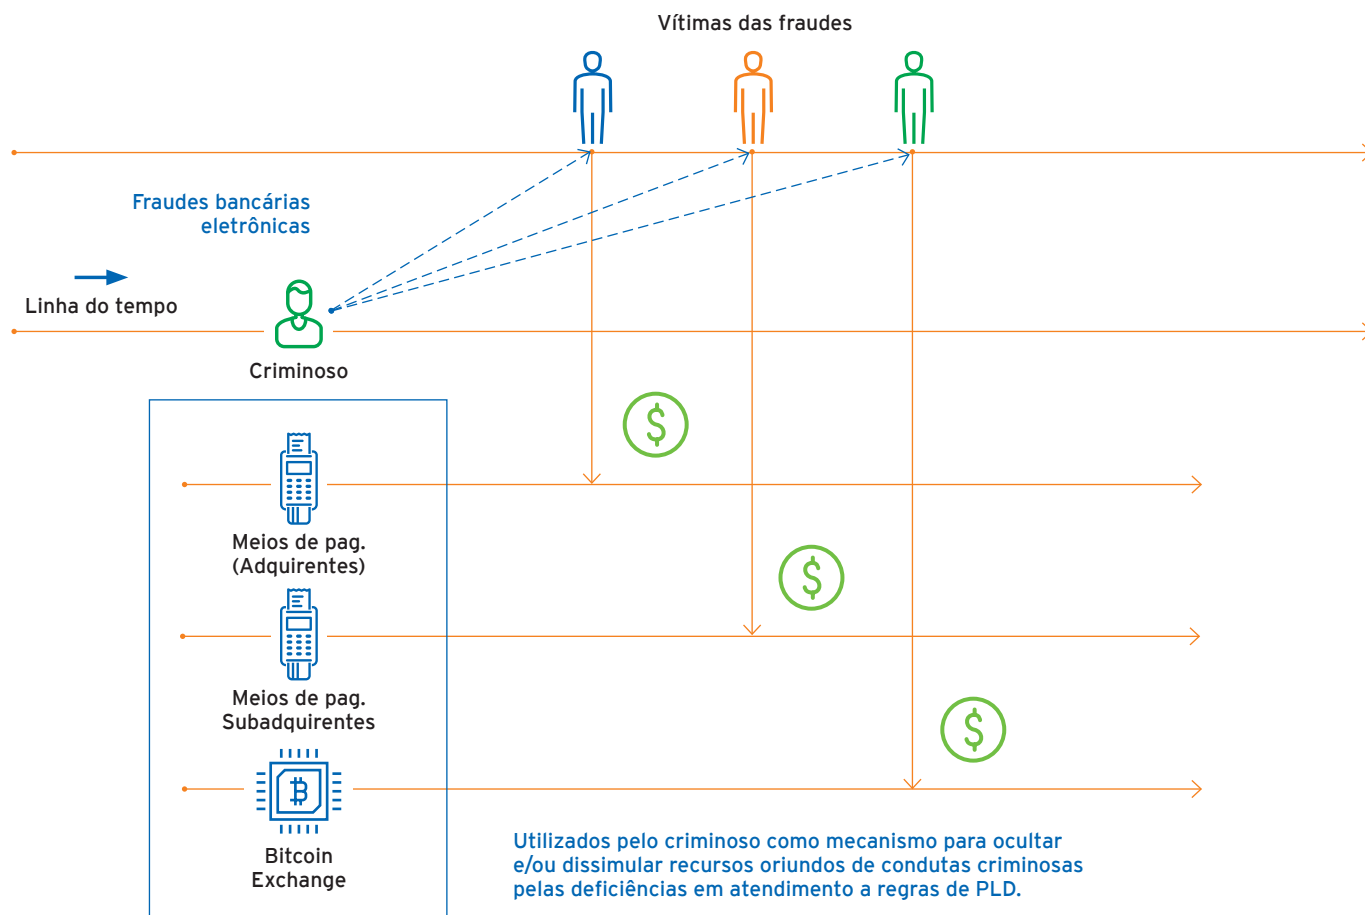 Vítimas das fraudes
Fraudes bancárias
eletrônicas
Linha do tempo
Criminoso
$
Meios de pag.
(Adquirentes)
$
Meios de pag.
Subadquirentes
$
Bitcoin
Exchange
Utilizados pelo criminoso como mecanismo para ocultar
e/ou dissimular recursos oriundos de condutas criminosas
pelas deficiências em atendimento a regras de PLD.